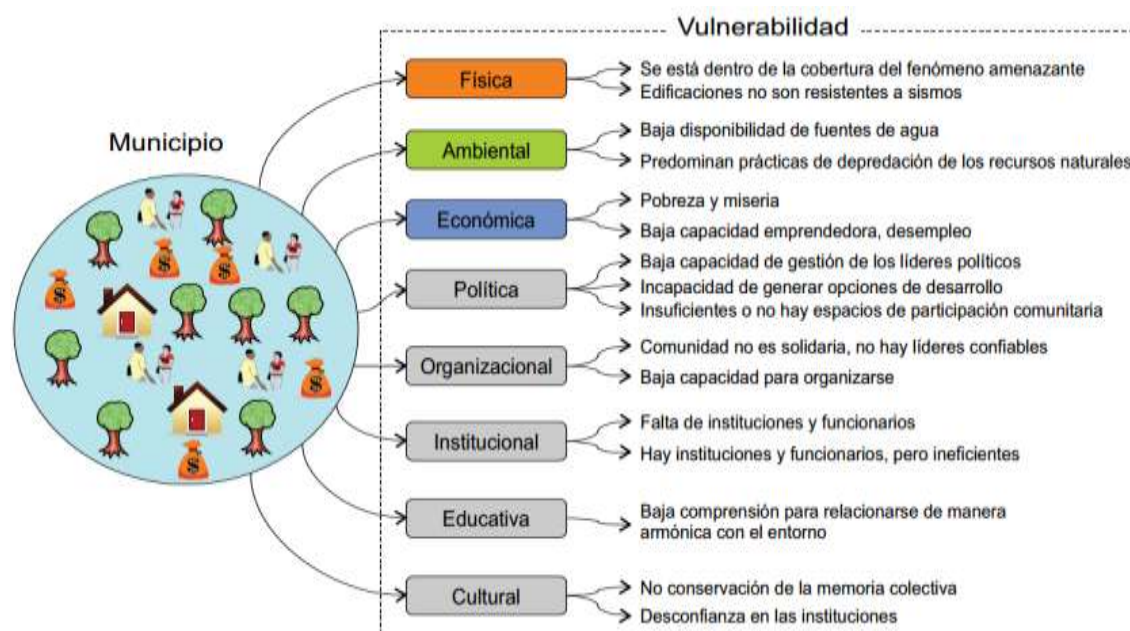 Vulnerabilidad
Municipio
Física
Se está dentro de la cobertura del fenómeno amenazante
Edificaciones no son resistentes a sismos
Ambiental
Baja disponibilidad de fuentes de agua
Predominan prácticas de depredación de los recursos naturales
Económica
Pobreza y miseria
Baja capacidad emprendedora, desempleo
Política
Baja capacidad de gestión de los líderes políticos
Incapacidad de generar opciones de desarrollo
Insuficientes o no hay espacios de participación comunitaria
Organizacional
Comunidad no es solidaria, no hay líderes confiables
Baja capacidad para organizarse
Institucional
Falta de instituciones y funcionarios
Hay instituciones y funcionarios, pero ineficientes
Educativa
Baja comprensión para relacionarse de manera
armónica con el entorno
Cultural
No conservación de la memoria colectiva
Desconfianza en las instituciones